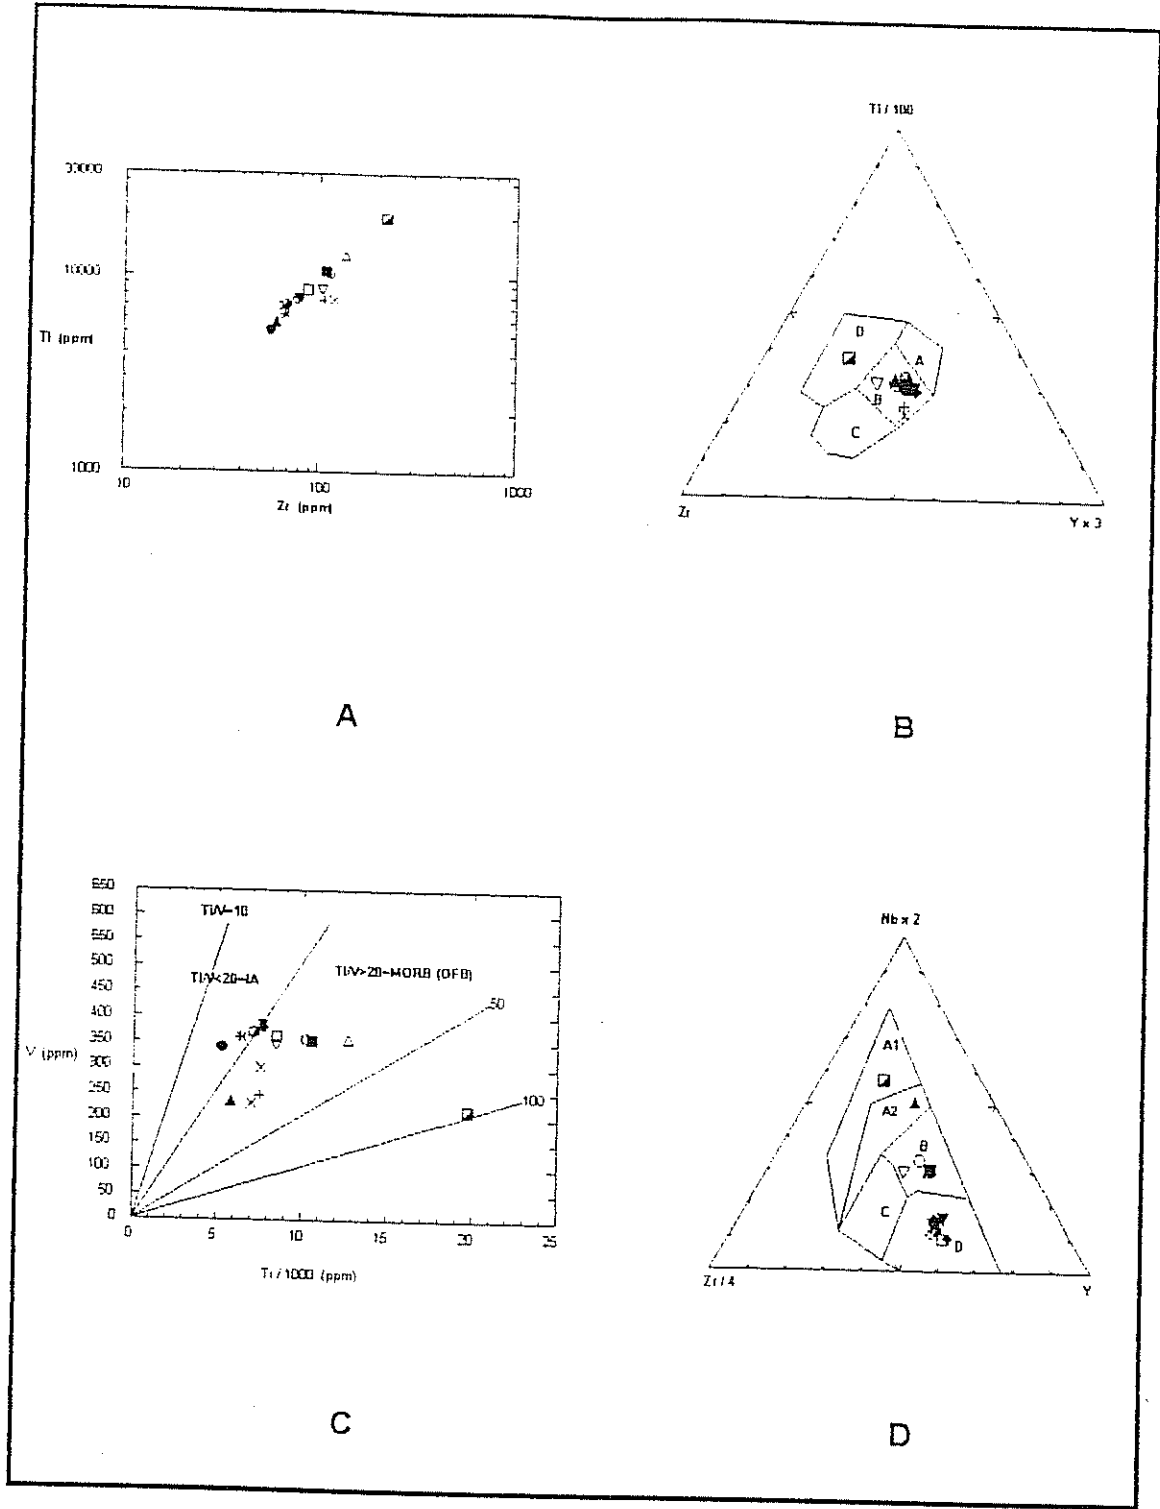 Ti / 100
10000
Ti (ppm)
D
A
B
C
1000
10
100
1000
Zr (ppm)
Zr
Y x 3
A
B
650
600
550
500
450
400
350
300
250
200
150
100
50
0
Ti/V=10
Ti/V<20=IA
Ti/V>20=MORB (OFB)
50
100
V (ppm)
0
5
10
15
20
25
Ti / 1000 (ppm)
Nb x 2
A1
A2
B
C
D
Zr / 4
Y
C
D